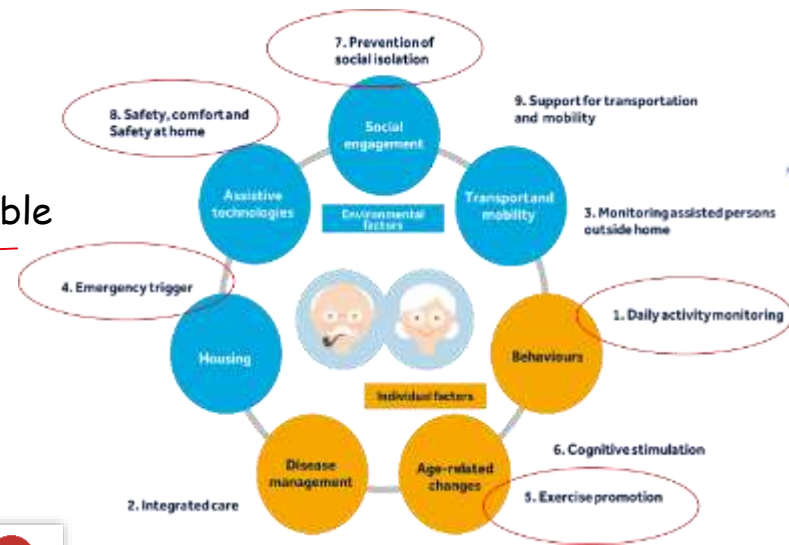 7. Prevention of
social isolation
8. Safety, comfort and
Safety at home
9. Support for transportation
and mobility
Social
engagement
Assistive
technologies
Transport and
mobility
ble
Environmental
factors
3. Monitoring assisted persons
outside home
4. Emergency trigger
1. Daily activity monitoring
Housing
Behaviours
Individual factors
6. Cognitive stimulation
Disease
management
Age-related
changes
5. Exercise promotion
2. Integrated care